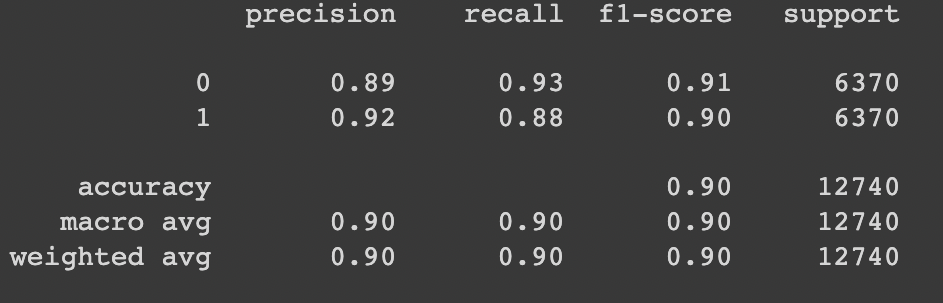 precision recall f1-score support
0 0.89 0.93 0.91 6370
1 0.92 0.88 0.90 6370
accuracy 0.90 12740
macro avg 0.90 0.90 0.90 12740
weighted avg 0.90 0.90 0.90 12740